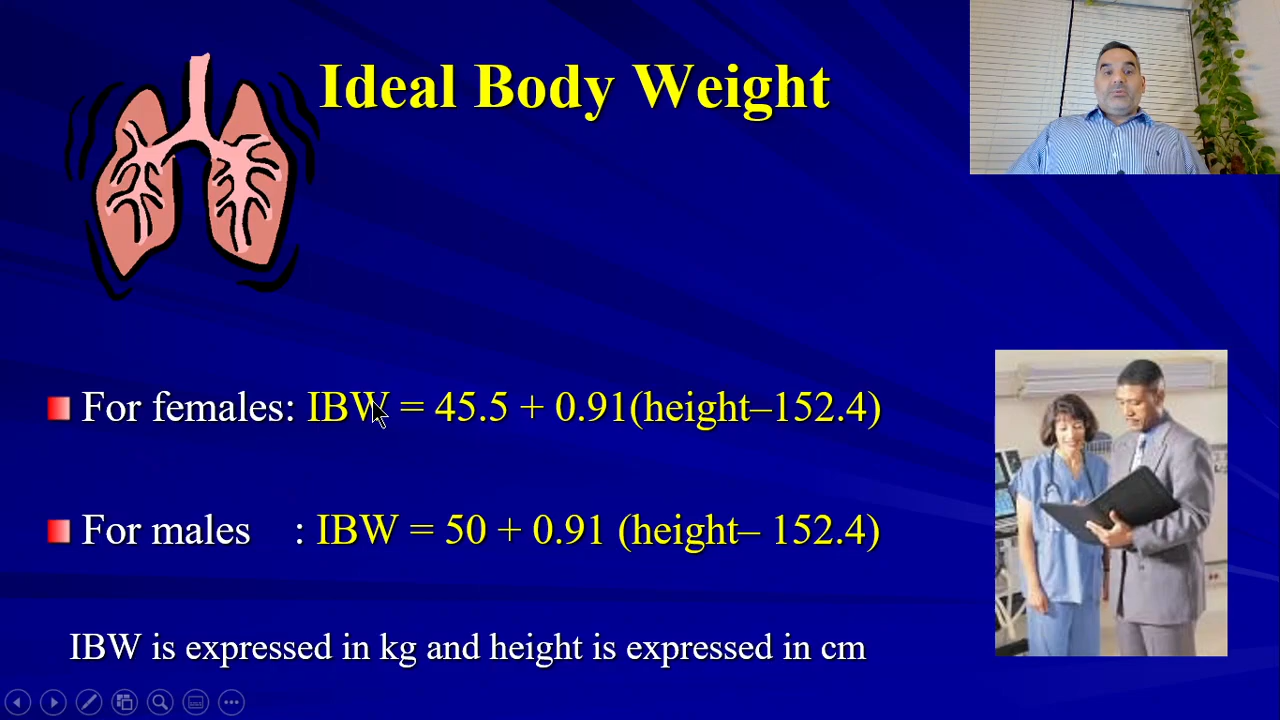 Ideal Body Weight
For females: IBW = 45.5 + 0.91(height–152.4)
For males : IBW = 50 + 0.91 (height– 152.4)
IBW is expressed in kg and height is expressed in cm